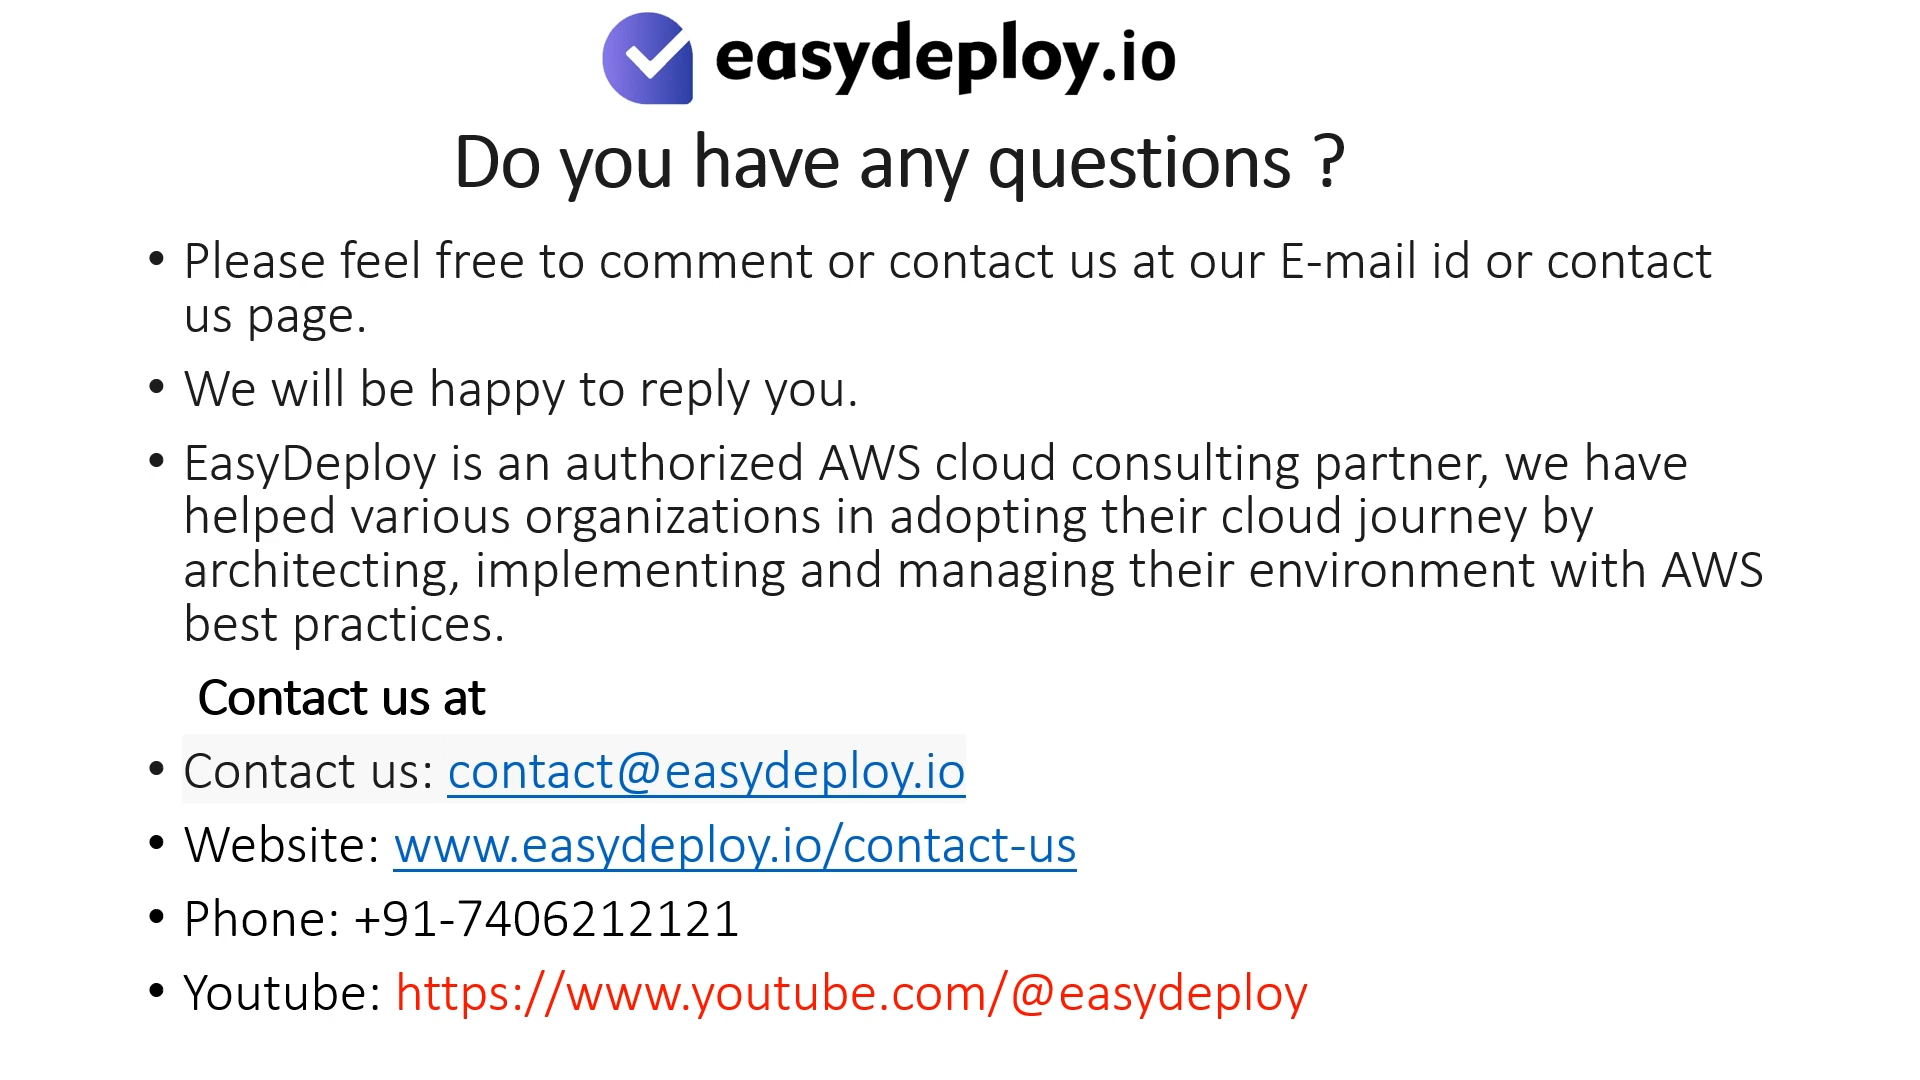 easydeploy.io
Do you have any questions ?
• Please feel free to comment or contact us at our E-mail id or contact
us page.
• We will be happy to reply you.
• EasyDeploy is an authorized AWS cloud consulting partner, we have
helped various organizations in adopting their cloud journey by
architecting, implementing and managing their environment with AWS
best practices.
Contact us at
• Contact us: contact@easydeploy.io
• Website: www.easydeploy.io/contact-us
• Phone: +91-7406212121
• Youtube: https://www.youtube.com/@easydeploy